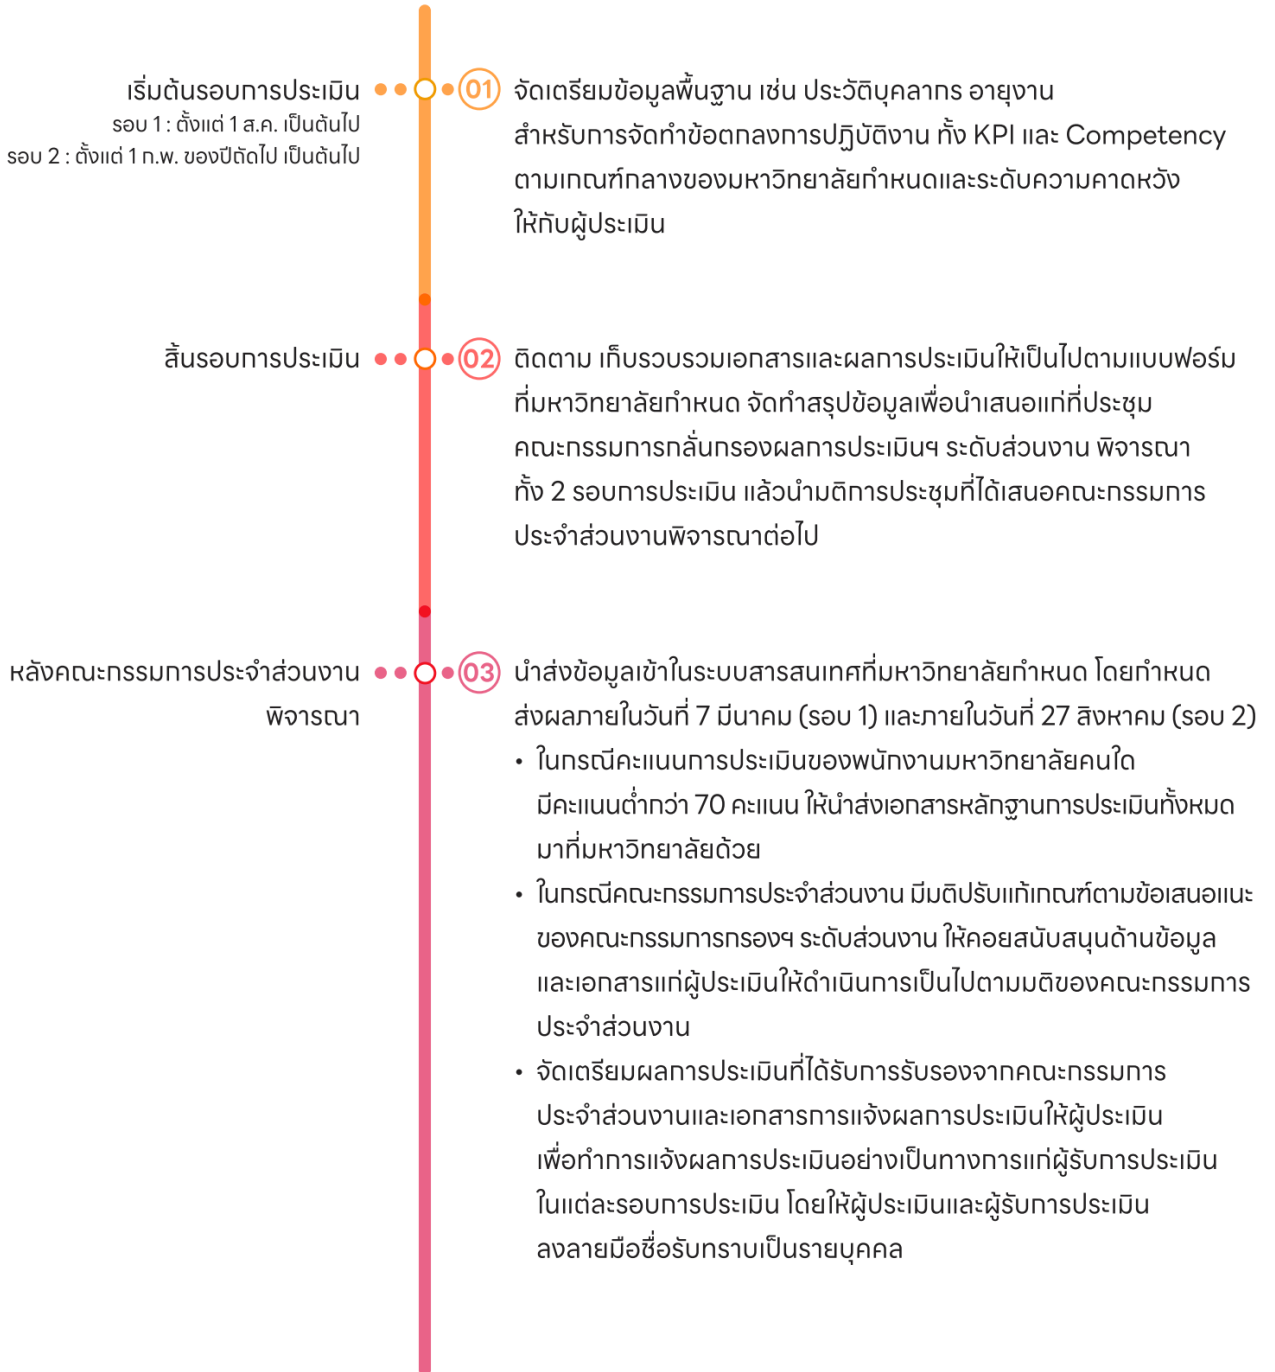 เริ่มต้นรอบการประเมิน
รอบ 1 : ตั้งแต่ 1 ส.ค. เป็นต้นไป
รอบ 2 : ตั้งแต่ 1 ก.พ. ของปีถัดไป เป็นต้นไป
01
จัดเตรียมข้อมูลพื้นฐาน เช่น ประวัติบุคลากร อายุงาน
สำหรับการจัดทำข้อตกลงการปฏิบัติงาน ทั้ง KPI และ Competency
ตามเกณฑ์กลางของมหาวิทยาลัยกำหนดและระดับความคาดหวัง
ให้กับผู้ประเมิน
สิ้นรอบการประเมิน
02
ติดตาม เก็บรวบรวมเอกสารและผลการประเมินให้เป็นไปตามแบบฟอร์ม
ที่มหาวิทยาลัยกำหนด จัดทำสรุปข้อมูลเพื่อนำเสนอแก่ที่ประชุม
คณะกรรมการกลั่นกรองผลการประเมินฯ ระดับส่วนงาน พิจารณา
ทั้ง 2 รอบการประเมิน แล้วนำมติการประชุมที่ได้เสนอคณะกรรมการ
ประจำส่วนงานพิจารณาต่อไป
หลังคณะกรรมการประจำส่วนงาน
พิจารณา
03
นำส่งข้อมูลเข้าในระบบสารสนเทศที่มหาวิทยาลัยกำหนด โดยกำหนด
ส่งผลภายในวันที่ 7 มีนาคม (รอบ 1) และภายในวันที่ 27 สิงหาคม (รอบ 2)
• ในกรณีคะแนนการประเมินของพนักงานมหาวิทยาลัยคนใด
มีคะแนนต่ำกว่า 70 คะแนน ให้นำส่งเอกสารหลักฐานการประเมินทั้งหมด
มาที่มหาวิทยาลัยด้วย
• ในกรณีคณะกรรมการประจำส่วนงาน มีมติปรับแก้เกณฑ์ตามข้อเสนอแนะ
ของคณะกรรมการกรองฯ ระดับส่วนงาน ให้คอยสนับสนุนด้านข้อมูล
และเอกสารแก่ผู้ประเมินให้ดำเนินการเป็นไปตามมติของคณะกรรมการ
ประจำส่วนงาน
• จัดเตรียมผลการประเมินที่ได้รับการรับรองจากคณะกรรมการ
ประจำส่วนงานและเอกสารการแจ้งผลการประเมินให้ผู้ประเมิน
เพื่อทำการแจ้งผลการประเมินอย่างเป็นทางการแก่ผู้รับการประเมิน
ในแต่ละรอบการประเมิน โดยให้ผู้ประเมินและผู้รับการประเมิน
ลงลายมือชื่อรับทราบเป็นรายบุคคล